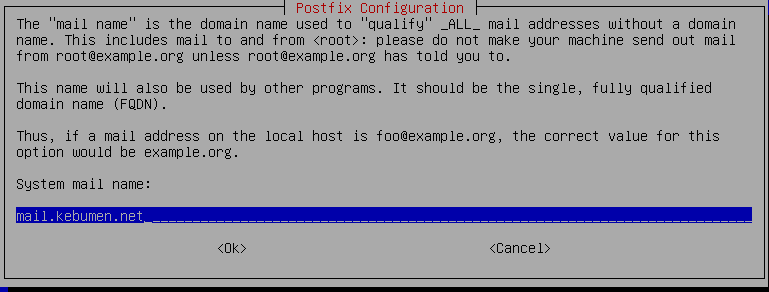 Postfix Configuration
The "mail name" is the domain name used to "qualify" _ALL_ mail addresses without a domain
name. This includes mail to and from <root>: please do not make your machine send out mail
from root@example.org unless root@example.org has told you to.
This name will also be used by other programs. It should be the single, fully qualified
domain name (FQDN).
Thus, if a mail address on the local host is foo@example.org, the correct value for this
option would be example.org.
System mail name:
mail.kebumen.net
<Ok> <Cancel>